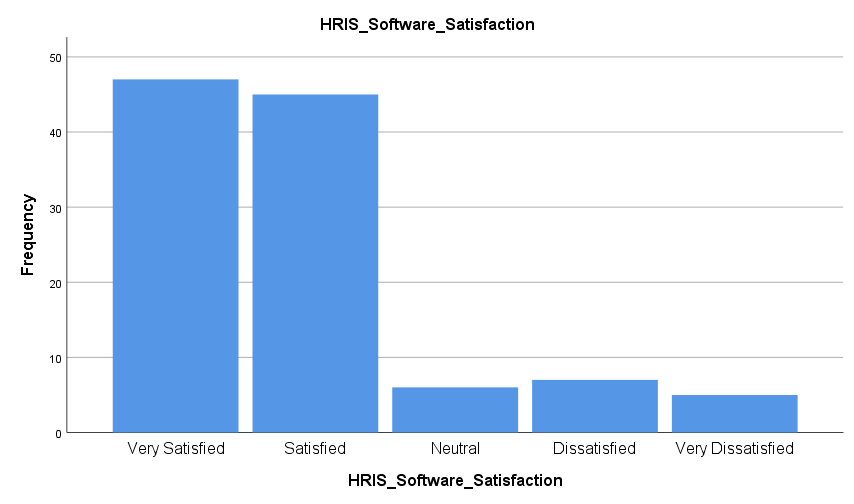 HRIS_Software_Satisfaction
Frequency
50
40
30
20
10
0
Very Satisfied
Satisfied
Neutral
Dissatisfied
Very Dissatisfied
HRIS_Software_Satisfaction